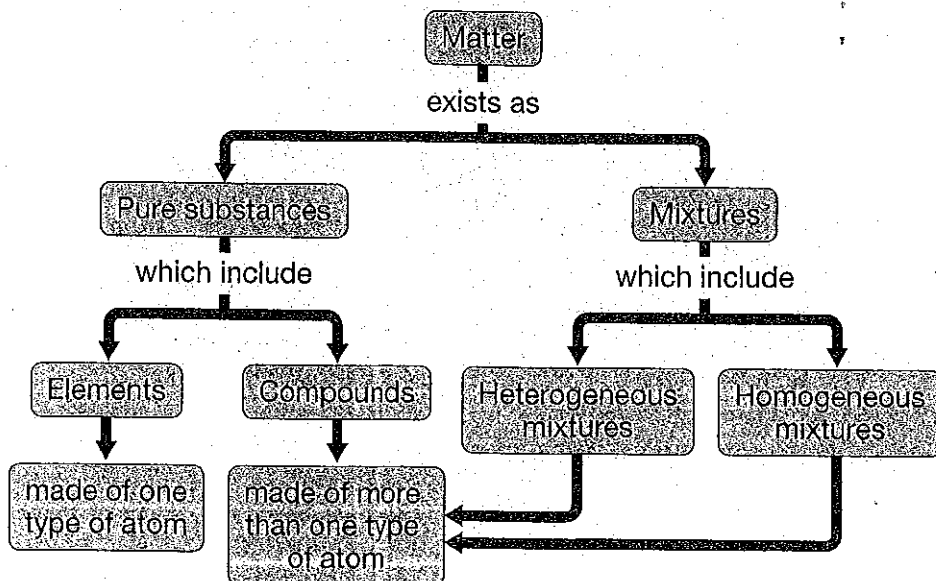 Matter
exists as
Pure substances
Mixtures
which include
which include
Elements
Compounds
Heterogeneous
mixtures
Homogeneous
mixtures
made of one
type of atom
made of more
than one type
of atom